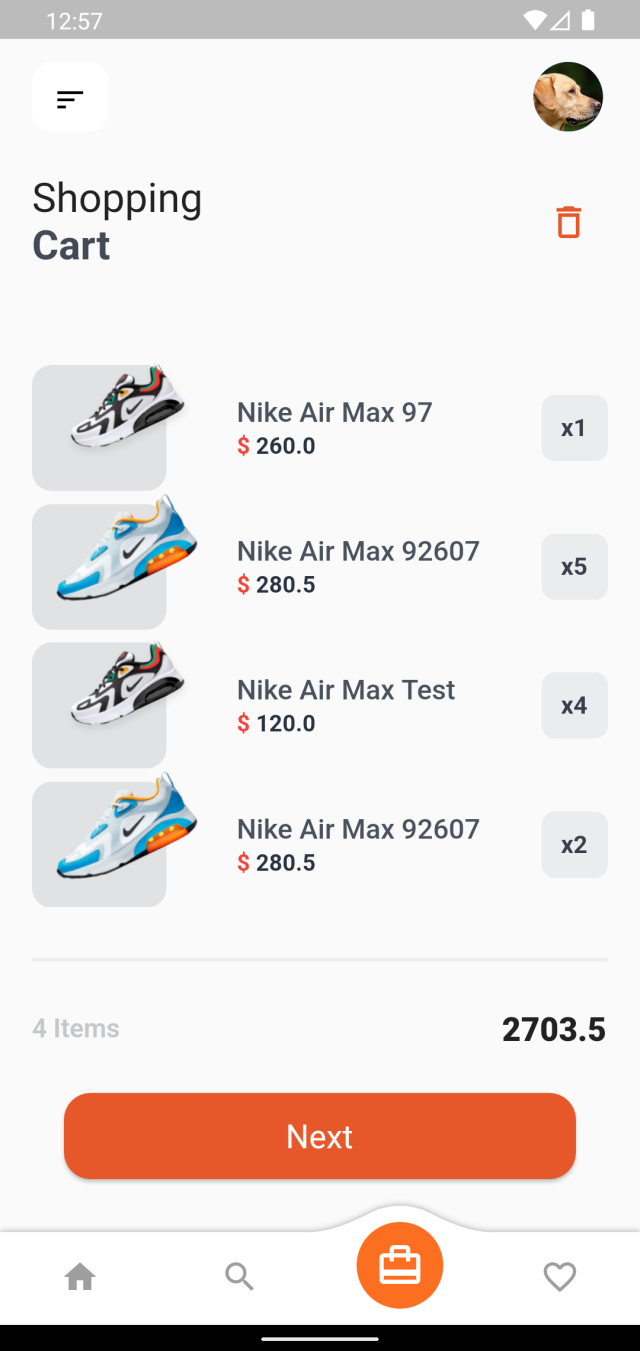 12:57
Shopping
Cart
Nike Air Max 97
$ 260.0
x1
Nike Air Max 92607
$ 280.5
x5
Nike Air Max Test
$ 120.0
x4
Nike Air Max 92607
$ 280.5
x2
4 Items
2703.5
Next